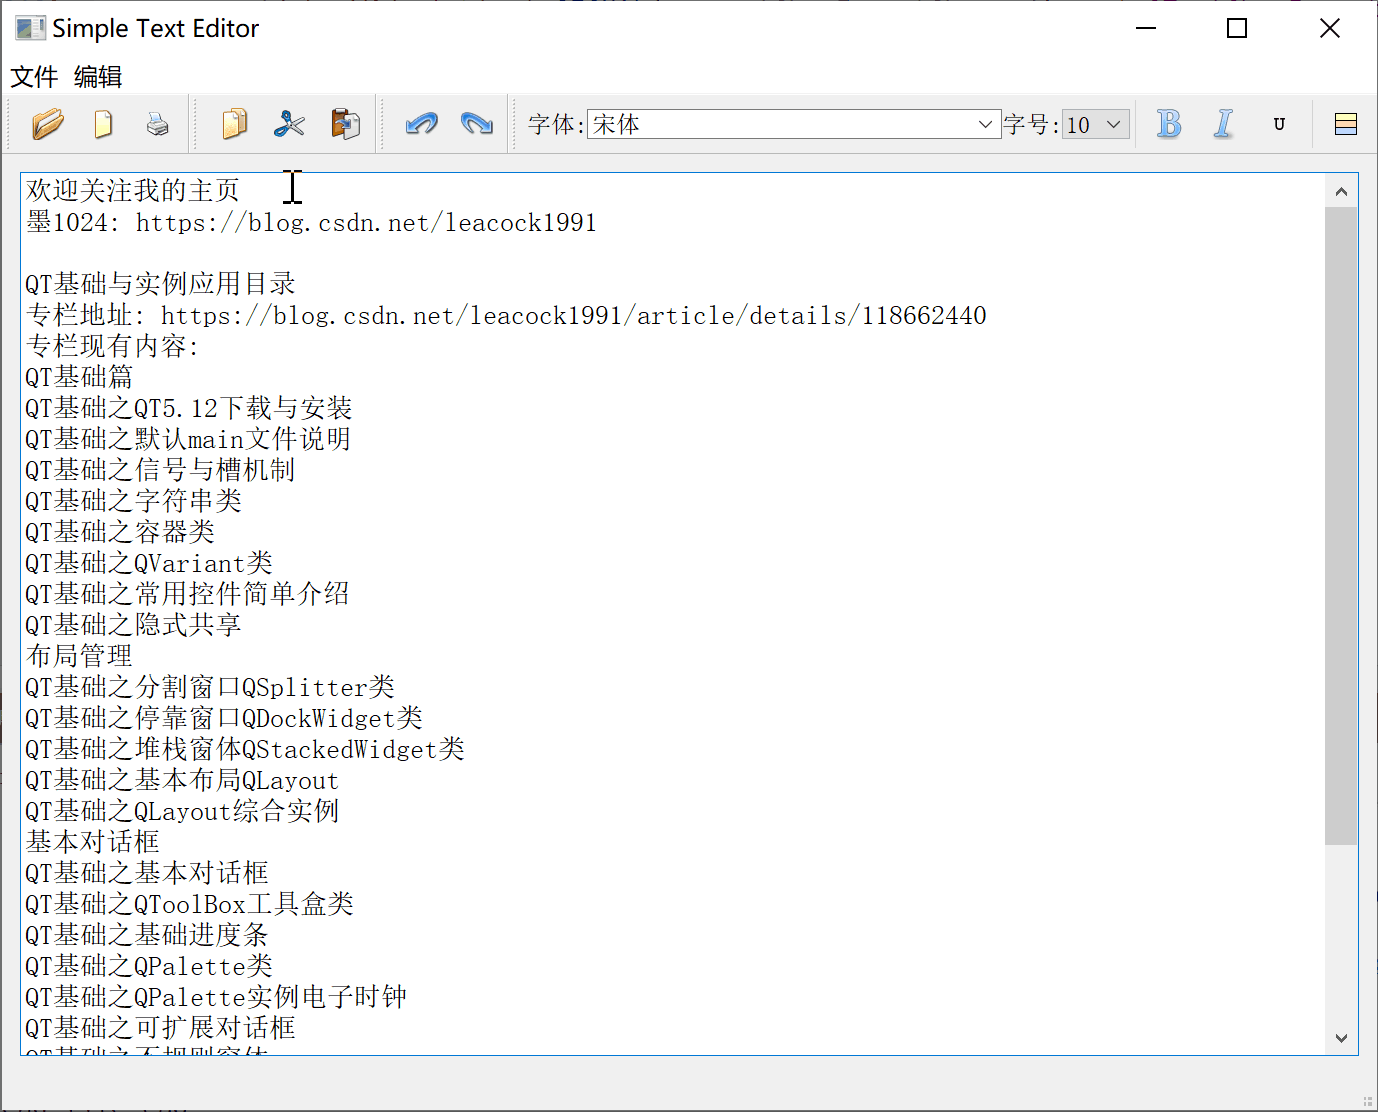 Simple Text Editor
文件 编辑
字体: 宋体 字号: 10 B I U
欢迎关注我的主页
墨1024: https://blog.csdn.net/leacock1991
QT基础与实例应用目录
专栏地址: https://blog.csdn.net/leacock1991/article/details/118662440
专栏现有内容:
QT基础篇
QT基础之QT5.12下载与安装
QT基础之默认main文件说明
QT基础之信号与槽机制
QT基础之字符串类
QT基础之容器类
QT基础之QVariant类
QT基础之常用控件简单介绍
QT基础之隐式共享
布局管理
QT基础之分割窗口QSplitter类
QT基础之停靠窗口QDockWidget类
QT基础之堆栈窗体QStackedWidget类
QT基础之基本布局QLayout
QT基础之QLayout综合实例
基本对话框
QT基础之基本对话框
QT基础之QToolBox工具盒类
QT基础之基础进度条
QT基础之QPalette类
QT基础之QPalette实例电子时钟
QT基础之可扩展对话框
QT基础之不规则窗体